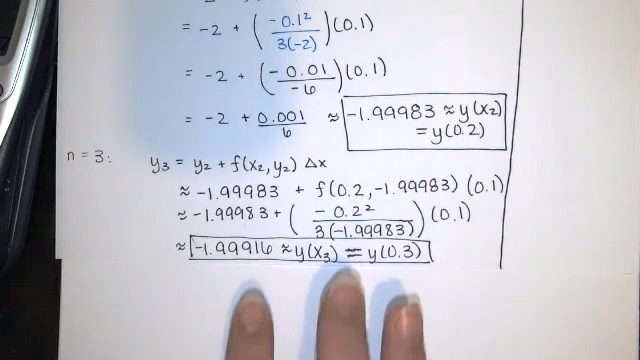 = -2 + (-0.1²/3(-2))(0.1)
= -2 + (-0.01/-6)(0.1)
= -2 + 0.001/6 ≈ -1.99983 ≈ y(x₂)
= y(0.2)
n = 3: y₃ = y₂ + f(x₂, y₂) Δx
≈ -1.99983 + f(0.2, -1.99983)(0.1)
≈ -1.99983 + (-0.2²/3(-1.99983))(0.1)
≈ -1.99916 ≈ y(x₃) ≈ y(0.3)